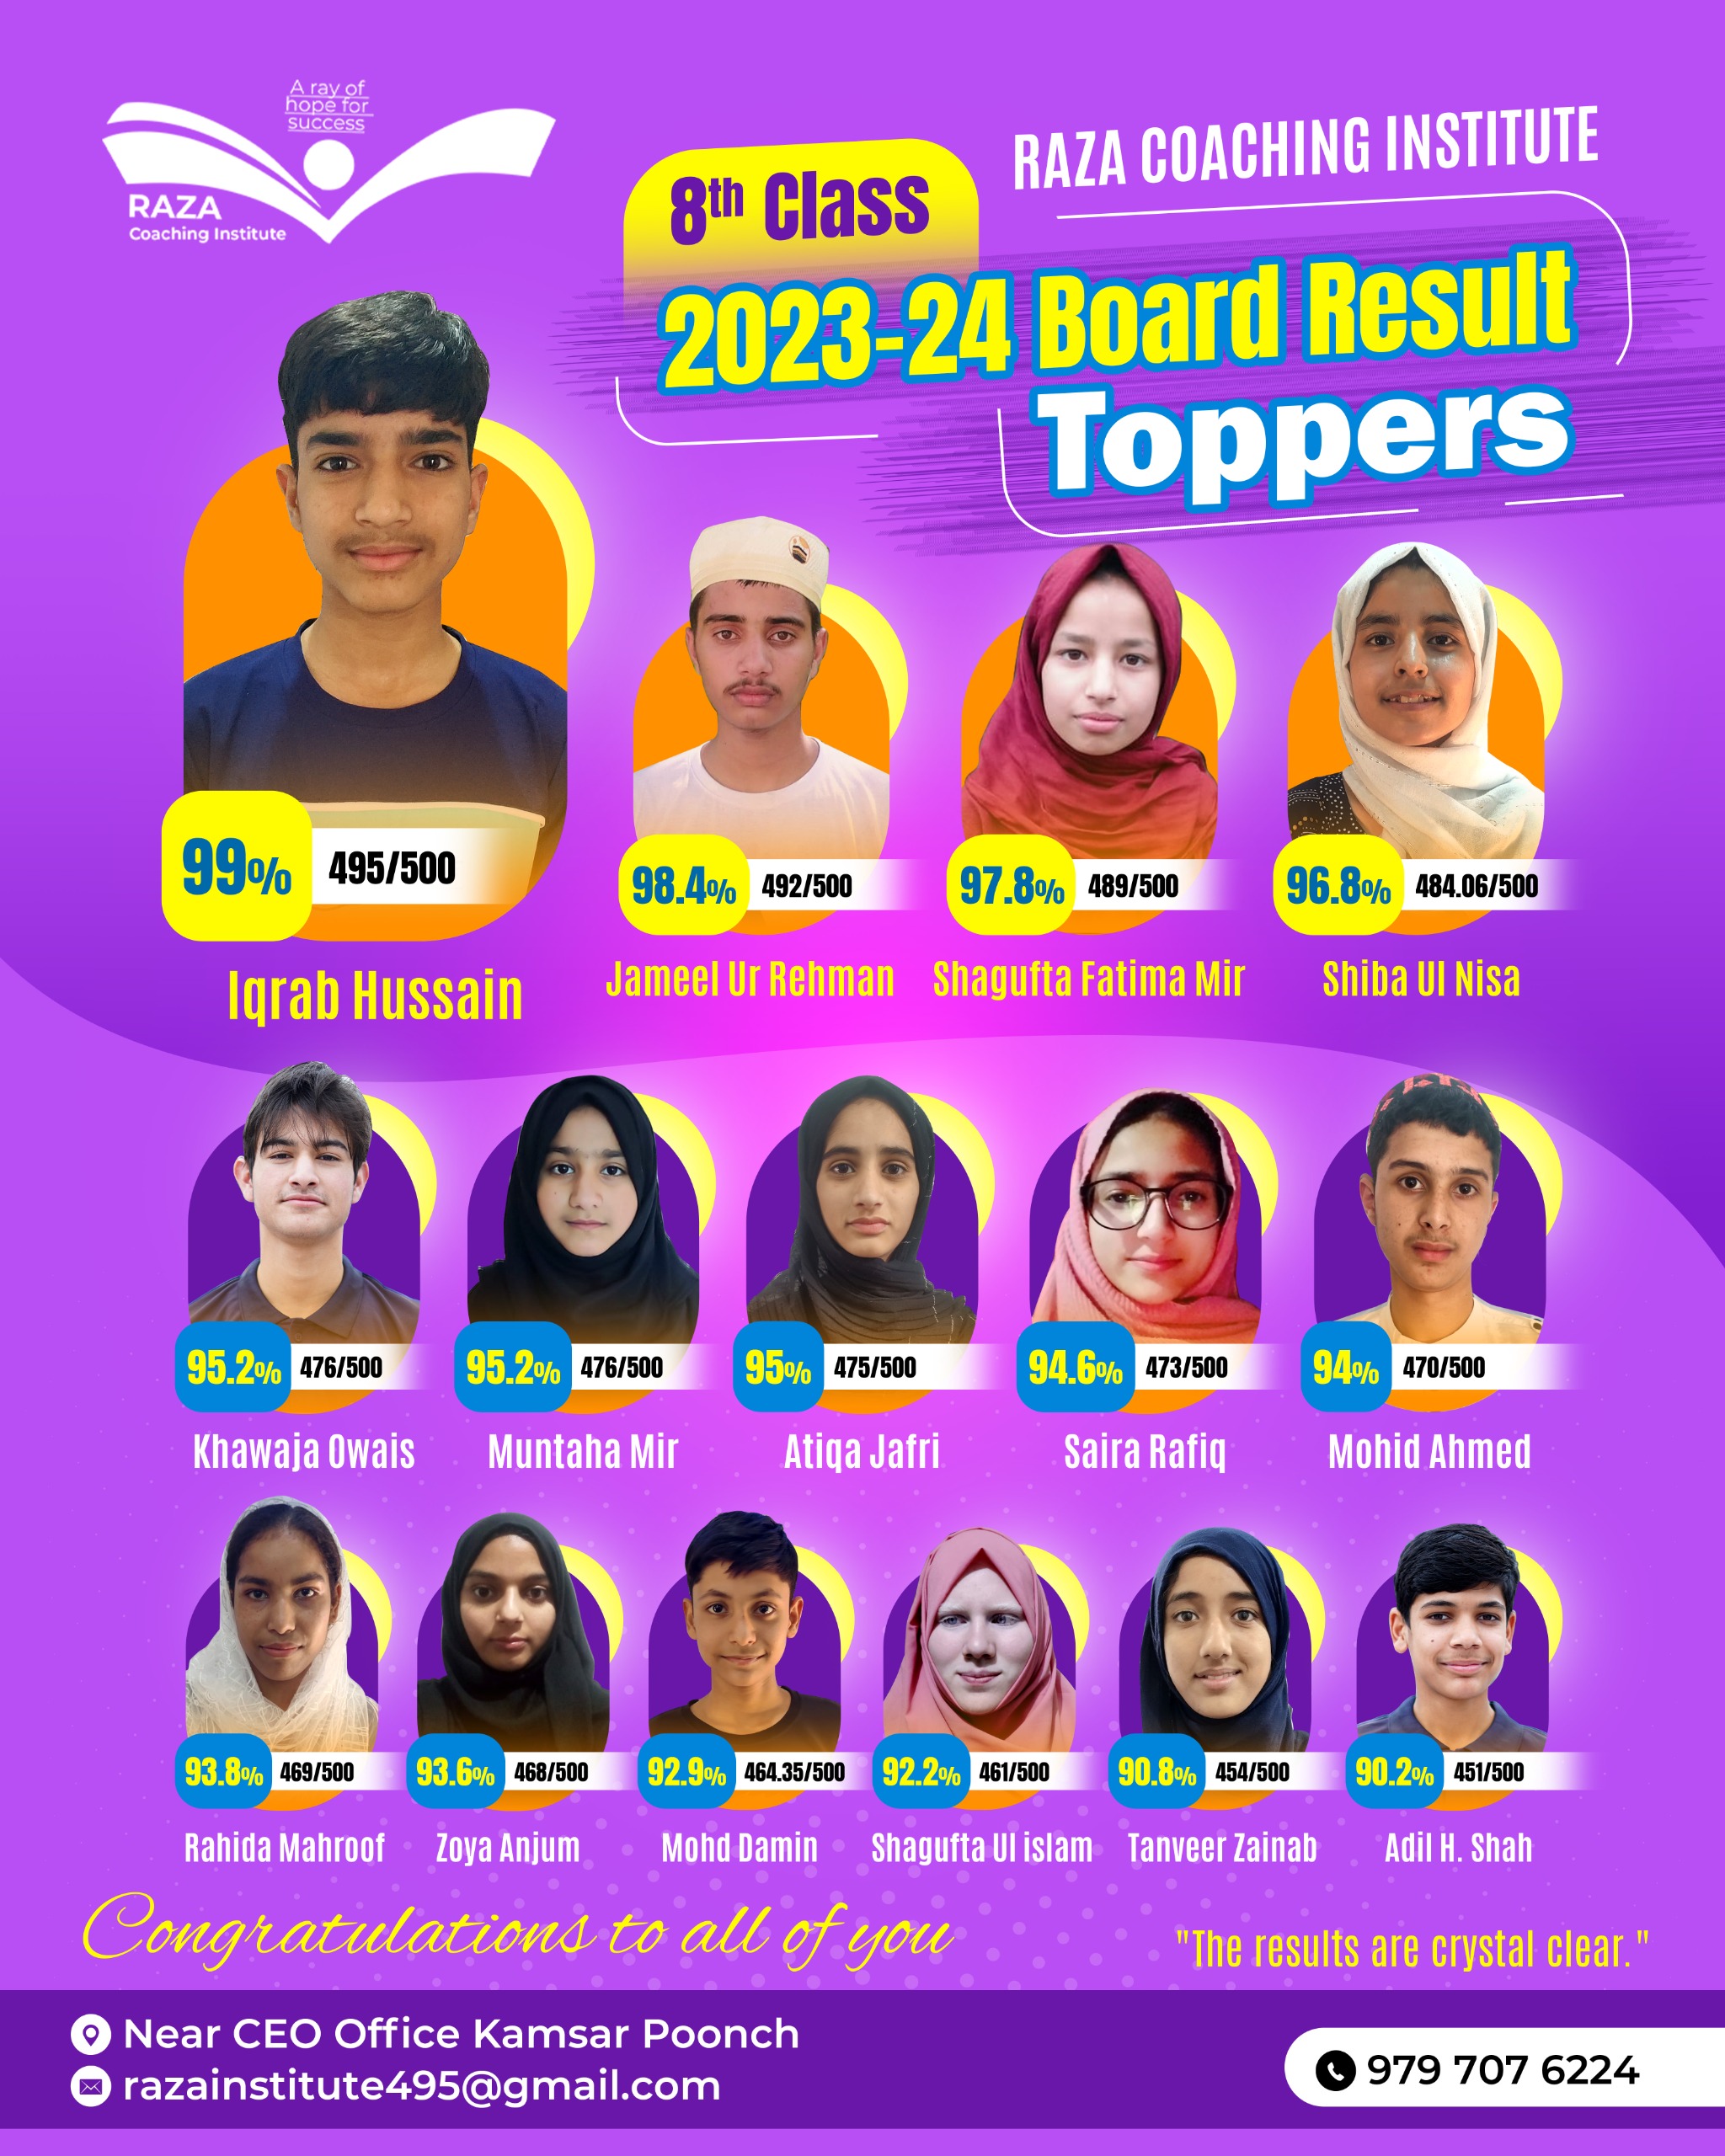 A ray of
hope for
success
RAZA
Coaching Institute
RAZA COACHING INSTITUTE
8th Class
2023-24 Board Result
Toppers
99% 495/500
Iqrab Hussain
98.4% 492/500
Jameel Ur Rehman
97.8% 489/500
Shagufta Fatima Mir
96.8% 484.06/500
Shiba Ul Nisa
95.2% 476/500
Khawaja Owais
95.2% 476/500
Muntaha Mir
95% 475/500
Atiqa Jafri
94.6% 473/500
Saira Rafiq
94% 470/500
Mohid Ahmed
93.8% 469/500
Rahida Mahroof
93.6% 468/500
Zoya Anjum
92.9% 464.35/500
Mohd Damin
92.2% 461/500
Shagufta Ul islam
90.8% 454/500
Tanveer Zainab
90.2% 451/500
Adil H. Shah
Congratulations to all of you
"The results are crystal clear."
Near CEO Office Kamsar Poonch
razainstitute495@gmail.com
979 707 6224